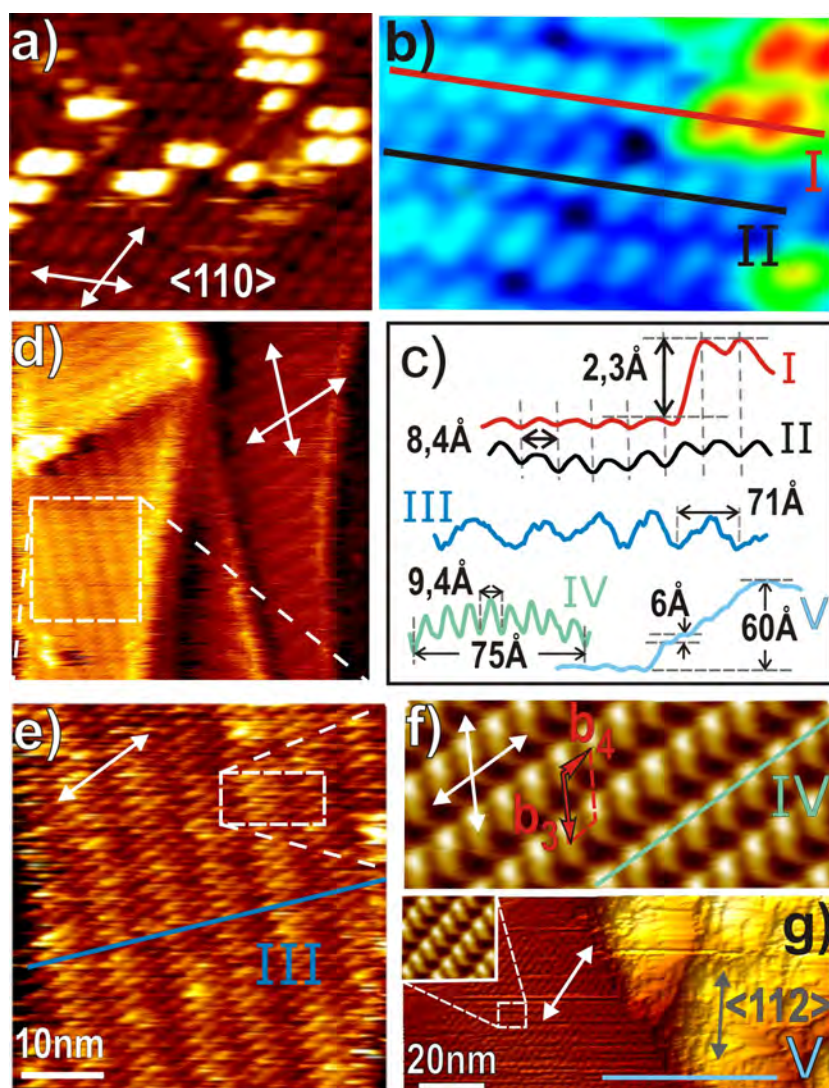 a)
<110>
b)
I
II
d)
c)
2,3Å
I
8,4Å
II
III
71Å
9,4Å
IV
6Å
V
60Å
75Å
e)
III
10nm
f)
b4
b3
IV
g)
<112>
V
20nm